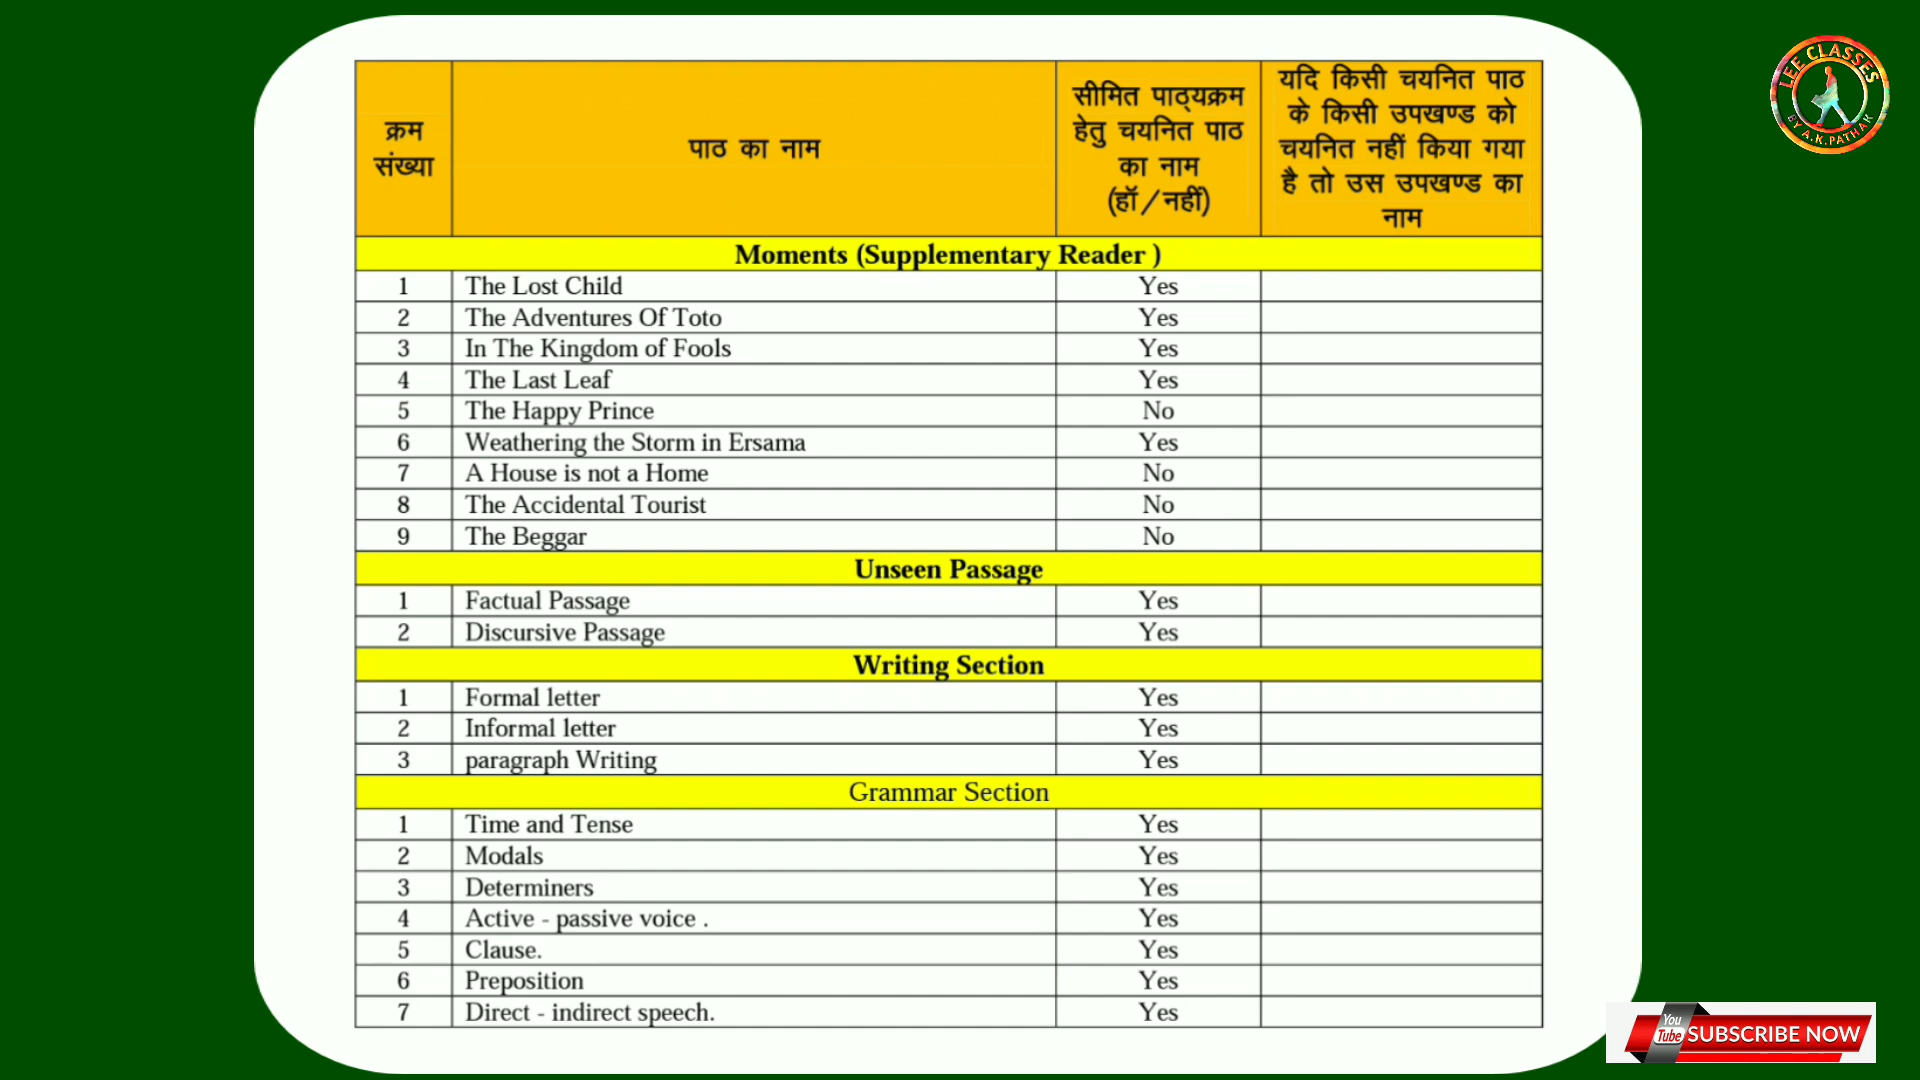 क्रम
संख्या
पाठ का नाम
सीमित पाठ्यक्रम
हेतु चयनित पाठ
का नाम
(हॉ/नहीं)
यदि किसी चयनित पाठ
के किसी उपखण्ड को
चयनित नहीं किया गया
है तो उस उपखण्ड का
नाम
Moments (Supplementary Reader )
1 The Lost Child Yes
2 The Adventures Of Toto Yes
3 In The Kingdom of Fools Yes
4 The Last Leaf Yes
5 The Happy Prince No
6 Weathering the Storm in Ersama Yes
7 A House is not a Home No
8 The Accidental Tourist No
9 The Beggar No
Unseen Passage
1 Factual Passage Yes
2 Discursive Passage Yes
Writing Section
1 Formal letter Yes
2 Informal letter Yes
3 paragraph Writing Yes
Grammar Section
1 Time and Tense Yes
2 Modals Yes
3 Determiners Yes
4 Active - passive voice . Yes
5 Clause. Yes
6 Preposition Yes
7 Direct - indirect speech. Yes
LEE CLASSES
BY A.K.PATHAK
You
Tube
SUBSCRIBE NOW